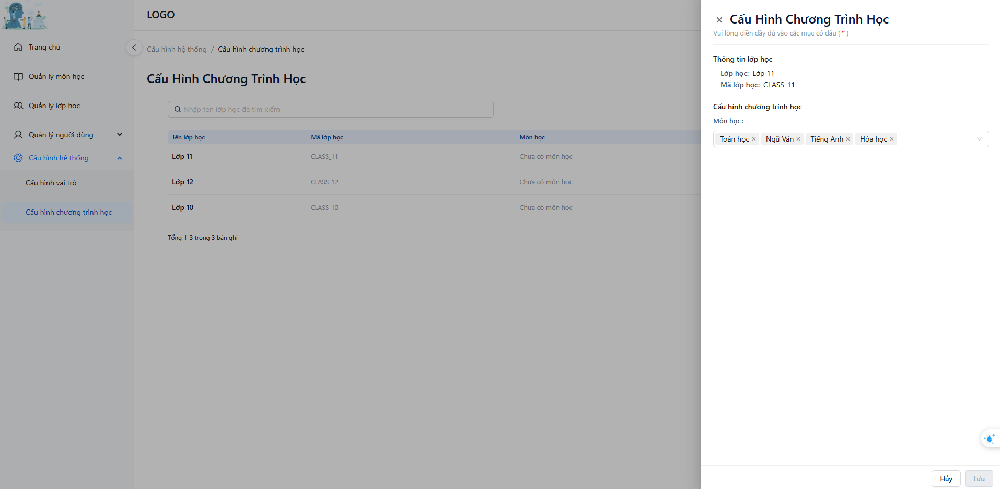 LOGO
Trang chủ
Quản lý môn học
Quản lý lớp học
Quản lý người dùng
Cấu hình hệ thống
Cấu hình vai trò
Cấu hình chương trình học
Cấu hình hệ thống / Cấu hình chương trình học
Cấu Hình Chương Trình Học
Nhập tên lớp học để tìm kiếm
Tên lớp học Mã lớp học Môn học
Lớp 11 CLASS_11 Chưa có môn học
Lớp 12 CLASS_12 Chưa có môn học
Lớp 10 CLASS_10 Chưa có môn học
Tổng 1-3 trong 3 bản ghi
Cấu Hình Chương Trình Học
Vui lòng điền đầy đủ vào các mục có dấu ( * )
Thông tin lớp học
Lớp học: Lớp 11
Mã lớp học: CLASS_11
Cấu hình chương trình học
Môn học:
Toán học Ngữ Văn Tiếng Anh Hóa học
Hủy Lưu